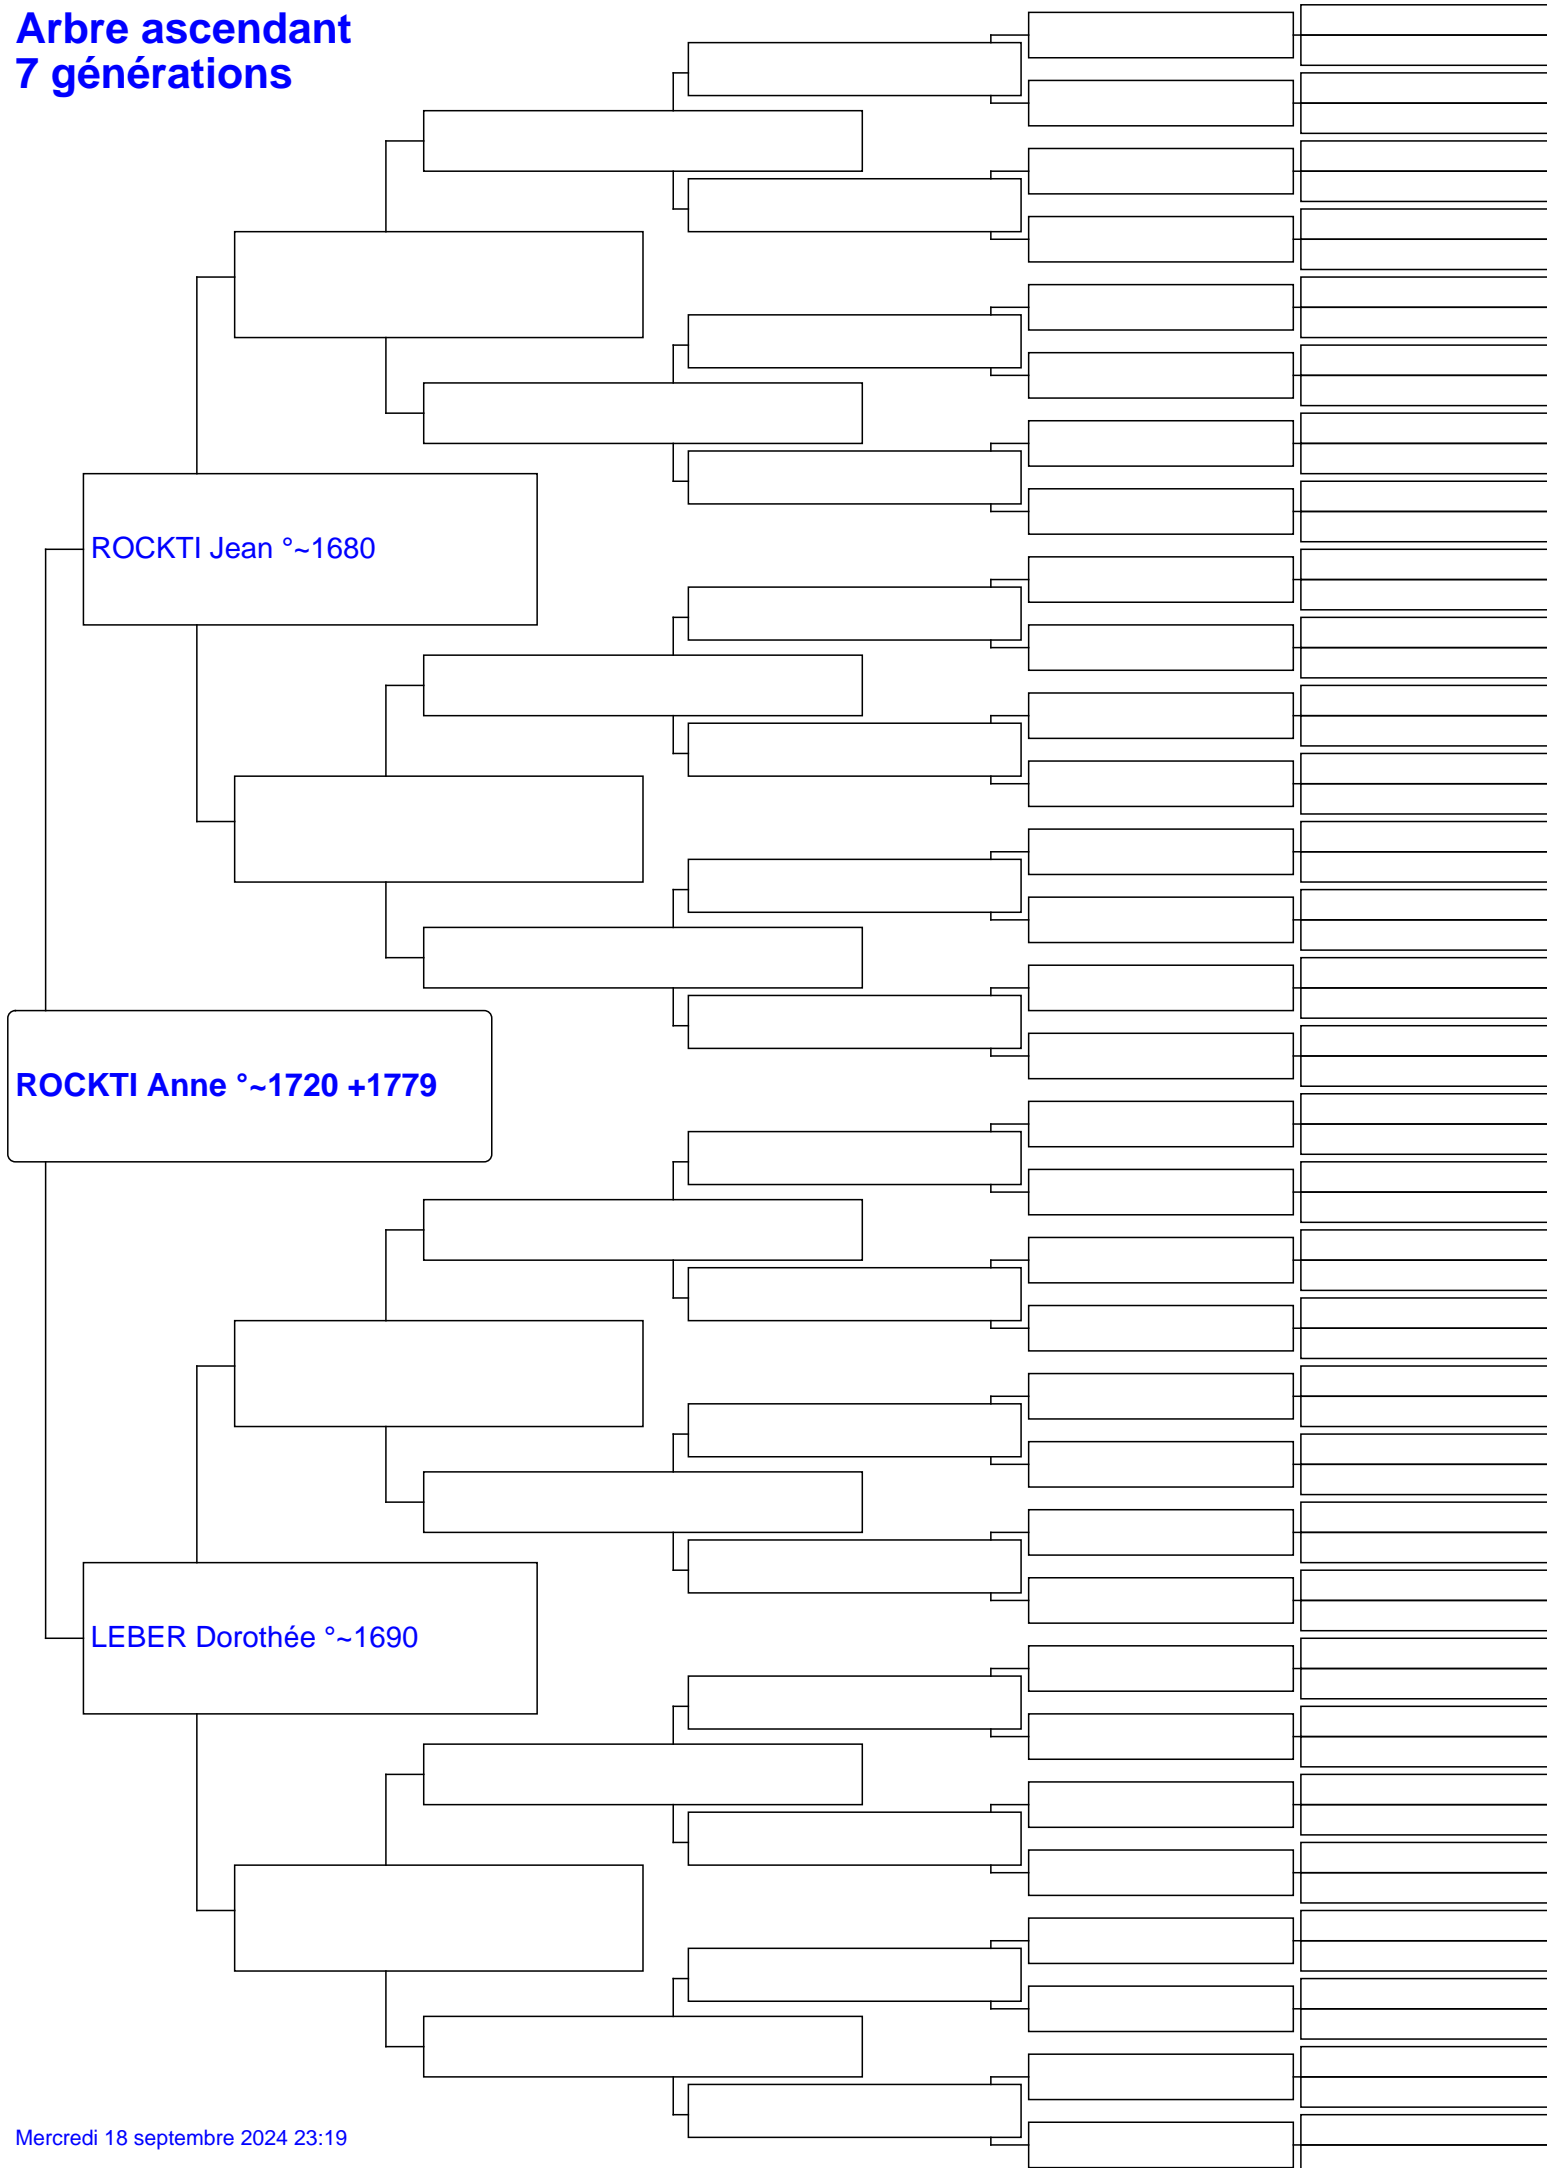 Arbre ascendant
7 générations
ROCKTI Jean °~1680
ROCKTI Anne °~1720 +1779
LEBER Dorothée °~1690
Mercredi 18 septembre 2024 23:19